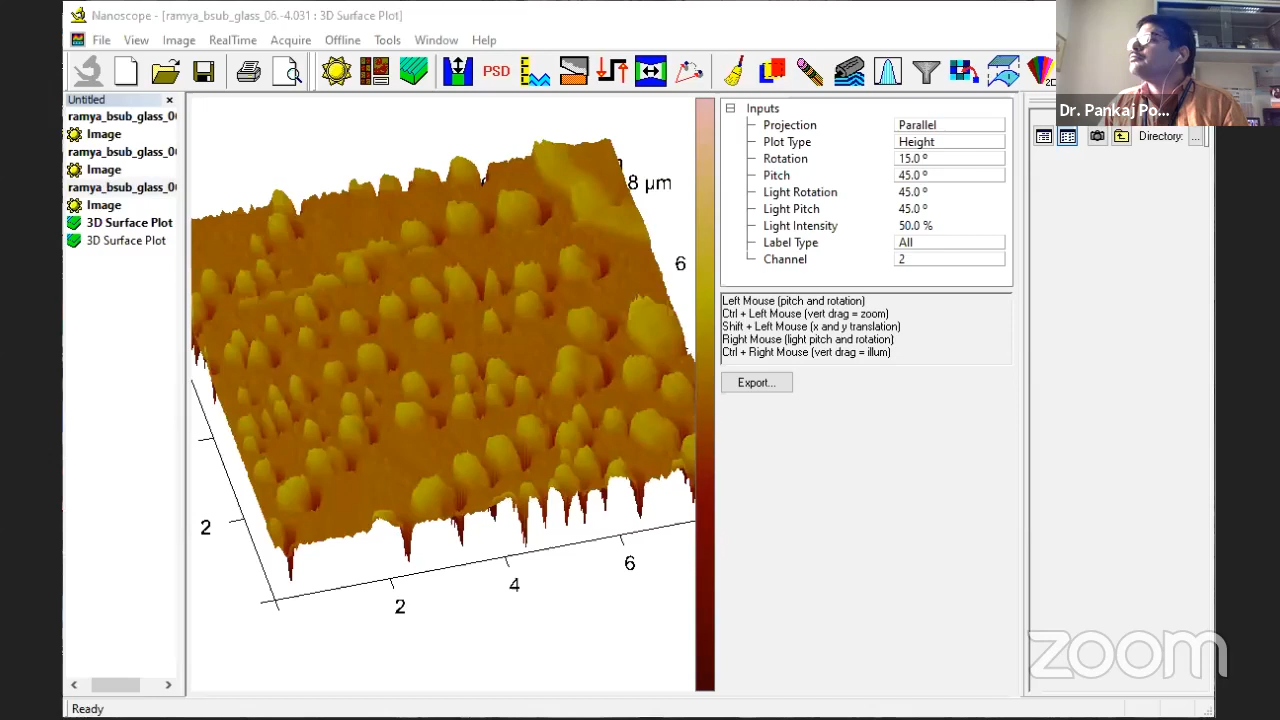 Nanoscope - [ramya_bsub_glass_06.-4.031 : 3D Surface Plot]
File View Image RealTime Acquire Offline Tools Window Help
PSD
2D
Dr. Pankaj Po...
Untitled
ramya_bsub_glass_0
Image
ramya_bsub_glass_0
Image
ramya_bsub_glass_0
Image
3D Surface Plot
3D Surface Plot
8 µm
6
2
2
4
6
Inputs
Projection Parallel
Plot Type Height
Rotation 15.0 º
Pitch 45.0 º
Light Rotation 45.0 º
Light Pitch 45.0 º
Light Intensity 50.0 %
Label Type All
Channel 2
Left Mouse (pitch and rotation)
Ctrl + Left Mouse (vert drag = zoom)
Shift + Left Mouse (x and y translation)
Right Mouse (light pitch and rotation)
Ctrl + Right Mouse (vert drag = illum)
Export...
Directory: ...
zoom
Ready